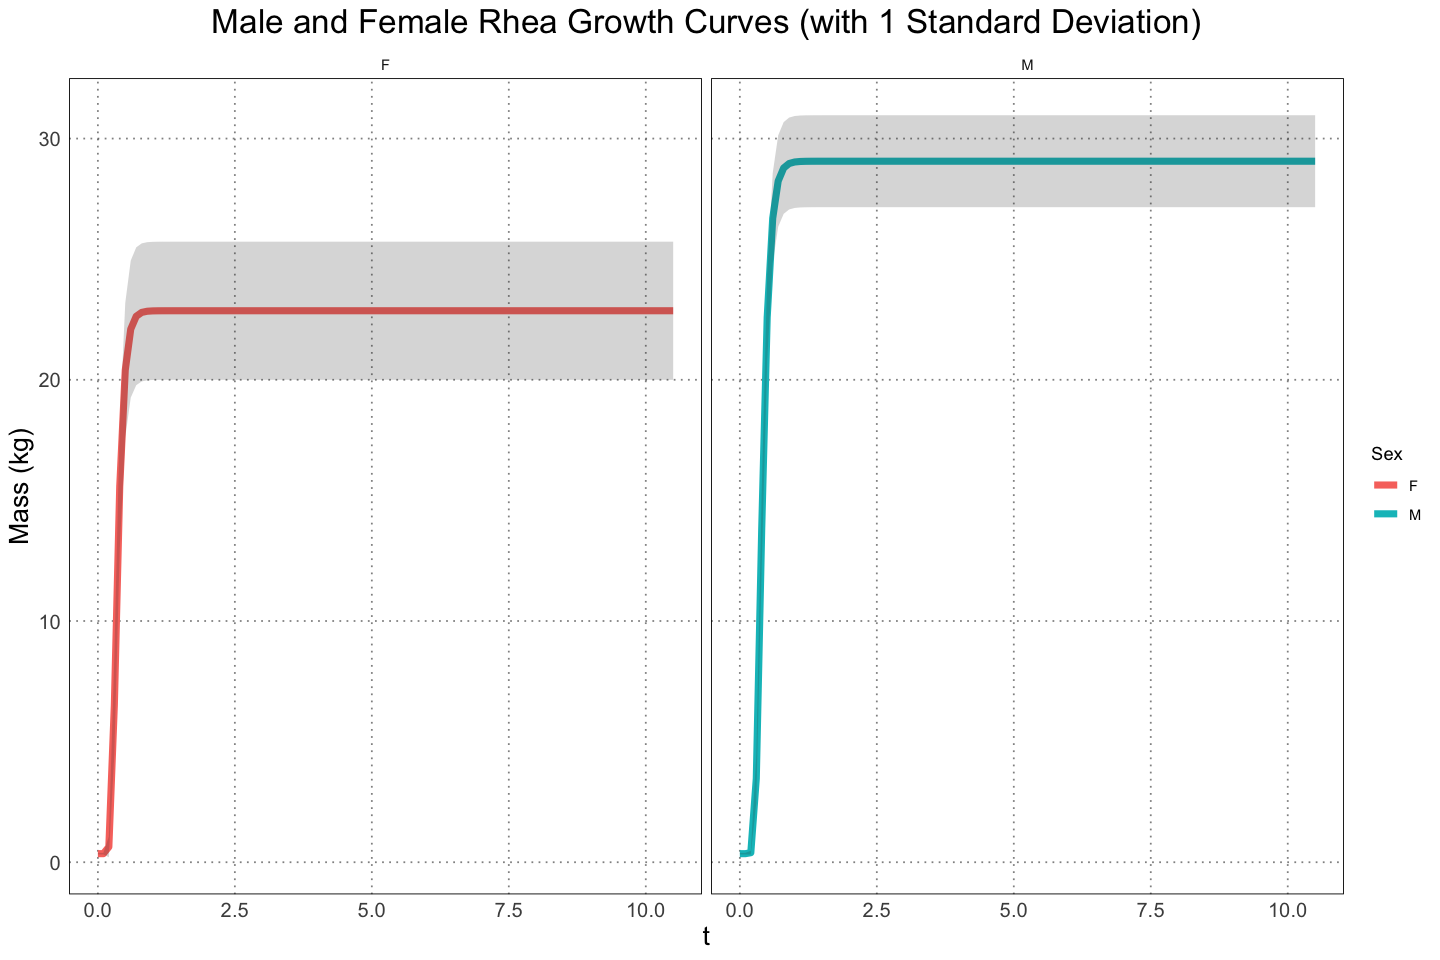 Male and Female Rhea Growth Curves (with 1 Standard Deviation)
F
M
30
20
10
0
Mass (kg)
0.0 2.5 5.0 7.5 10.0
0.0 2.5 5.0 7.5 10.0
t
Sex
F
M